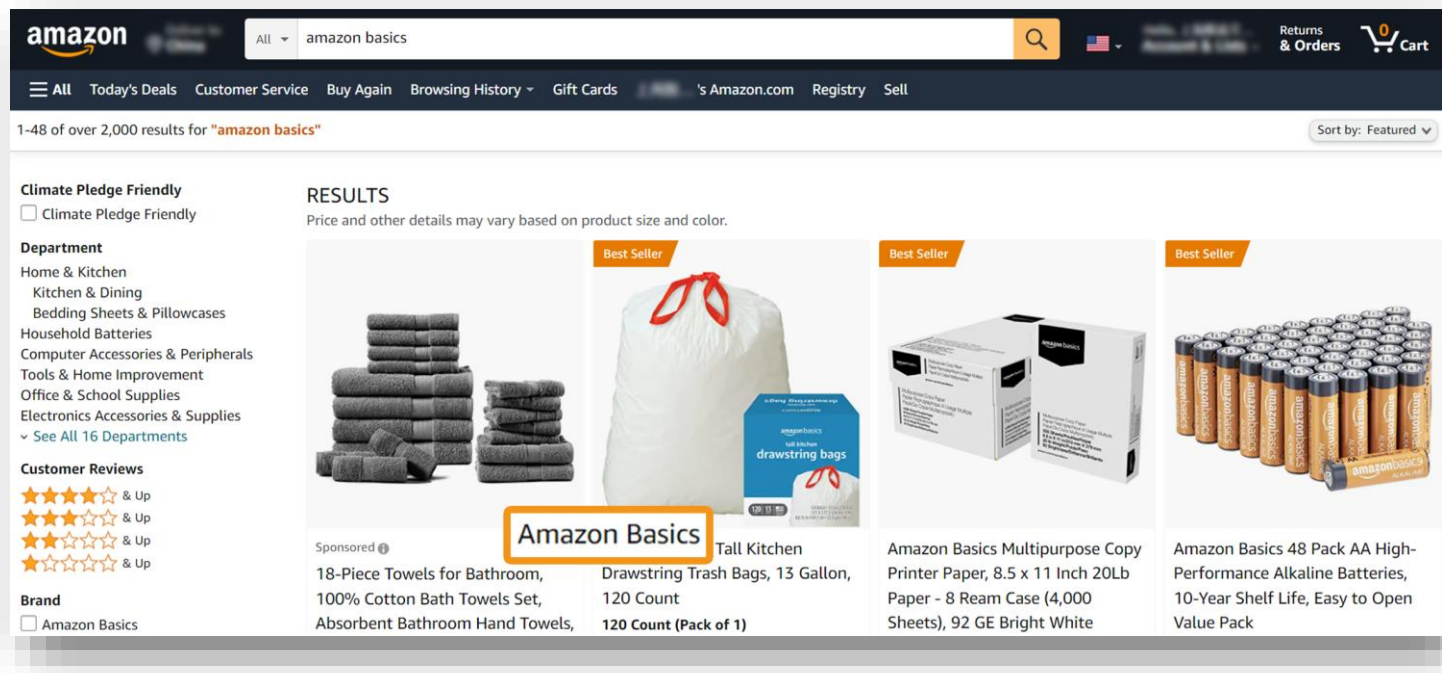 amazon
All
amazon basics
Returns
& Orders
0
Cart
All Today's Deals Customer Service Buy Again Browsing History Gift Cards 's Amazon.com Registry Sell
1-48 of over 2,000 results for "amazon basics"
Sort by: Featured
Climate Pledge Friendly
Climate Pledge Friendly
Department
Home & Kitchen
Kitchen & Dining
Bedding Sheets & Pillowcases
Household Batteries
Computer Accessories & Peripherals
Tools & Home Improvement
Office & School Supplies
Electronics Accessories & Supplies
See All 16 Departments
Customer Reviews
& Up
& Up
& Up
& Up
Brand
Amazon Basics
RESULTS
Price and other details may vary based on product size and color.
Sponsored
18-Piece Towels for Bathroom,
100% Cotton Bath Towels Set,
Absorbent Bathroom Hand Towels,
Best Seller
amazon basics
tall kitchen
drawstring bags
Amazon Basics Tall Kitchen
Drawstring Trash Bags, 13 Gallon,
120 Count
120 Count (Pack of 1)
Best Seller
amazon basics
Amazon Basics Multipurpose Copy
Printer Paper, 8.5 x 11 Inch 20Lb
Paper - 8 Ream Case (4,000
Sheets), 92 GE Bright White
Best Seller
amazonbasics
amazonbasics
ALKALINE
Amazon Basics 48 Pack AA High-
Performance Alkaline Batteries,
10-Year Shelf Life, Easy to Open
Value Pack